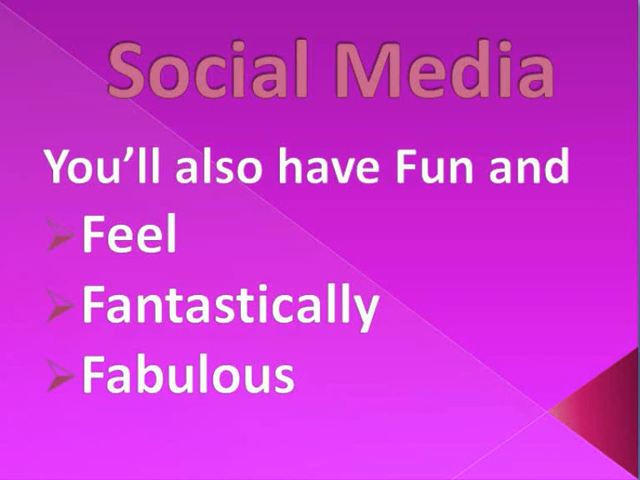 Social Media
You'll also have Fun and
Feel
Fantastically
Fabulous